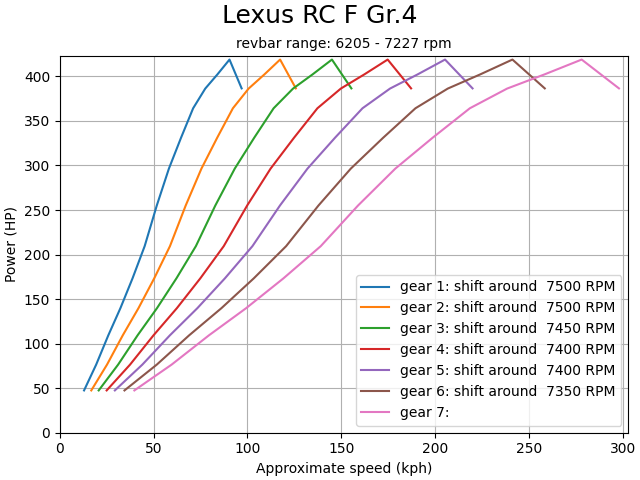 Lexus RC F Gr.4
revbar range: 6205 - 7227 rpm
Power (HP)
400
350
300
250
200
150
100
50
0
gear 1: shift around  7500 RPM
gear 2: shift around  7500 RPM
gear 3: shift around  7450 RPM
gear 4: shift around  7400 RPM
gear 5: shift around  7400 RPM
gear 6: shift around  7350 RPM
gear 7:
0 50 100 150 200 250 300
Approximate speed (kph)